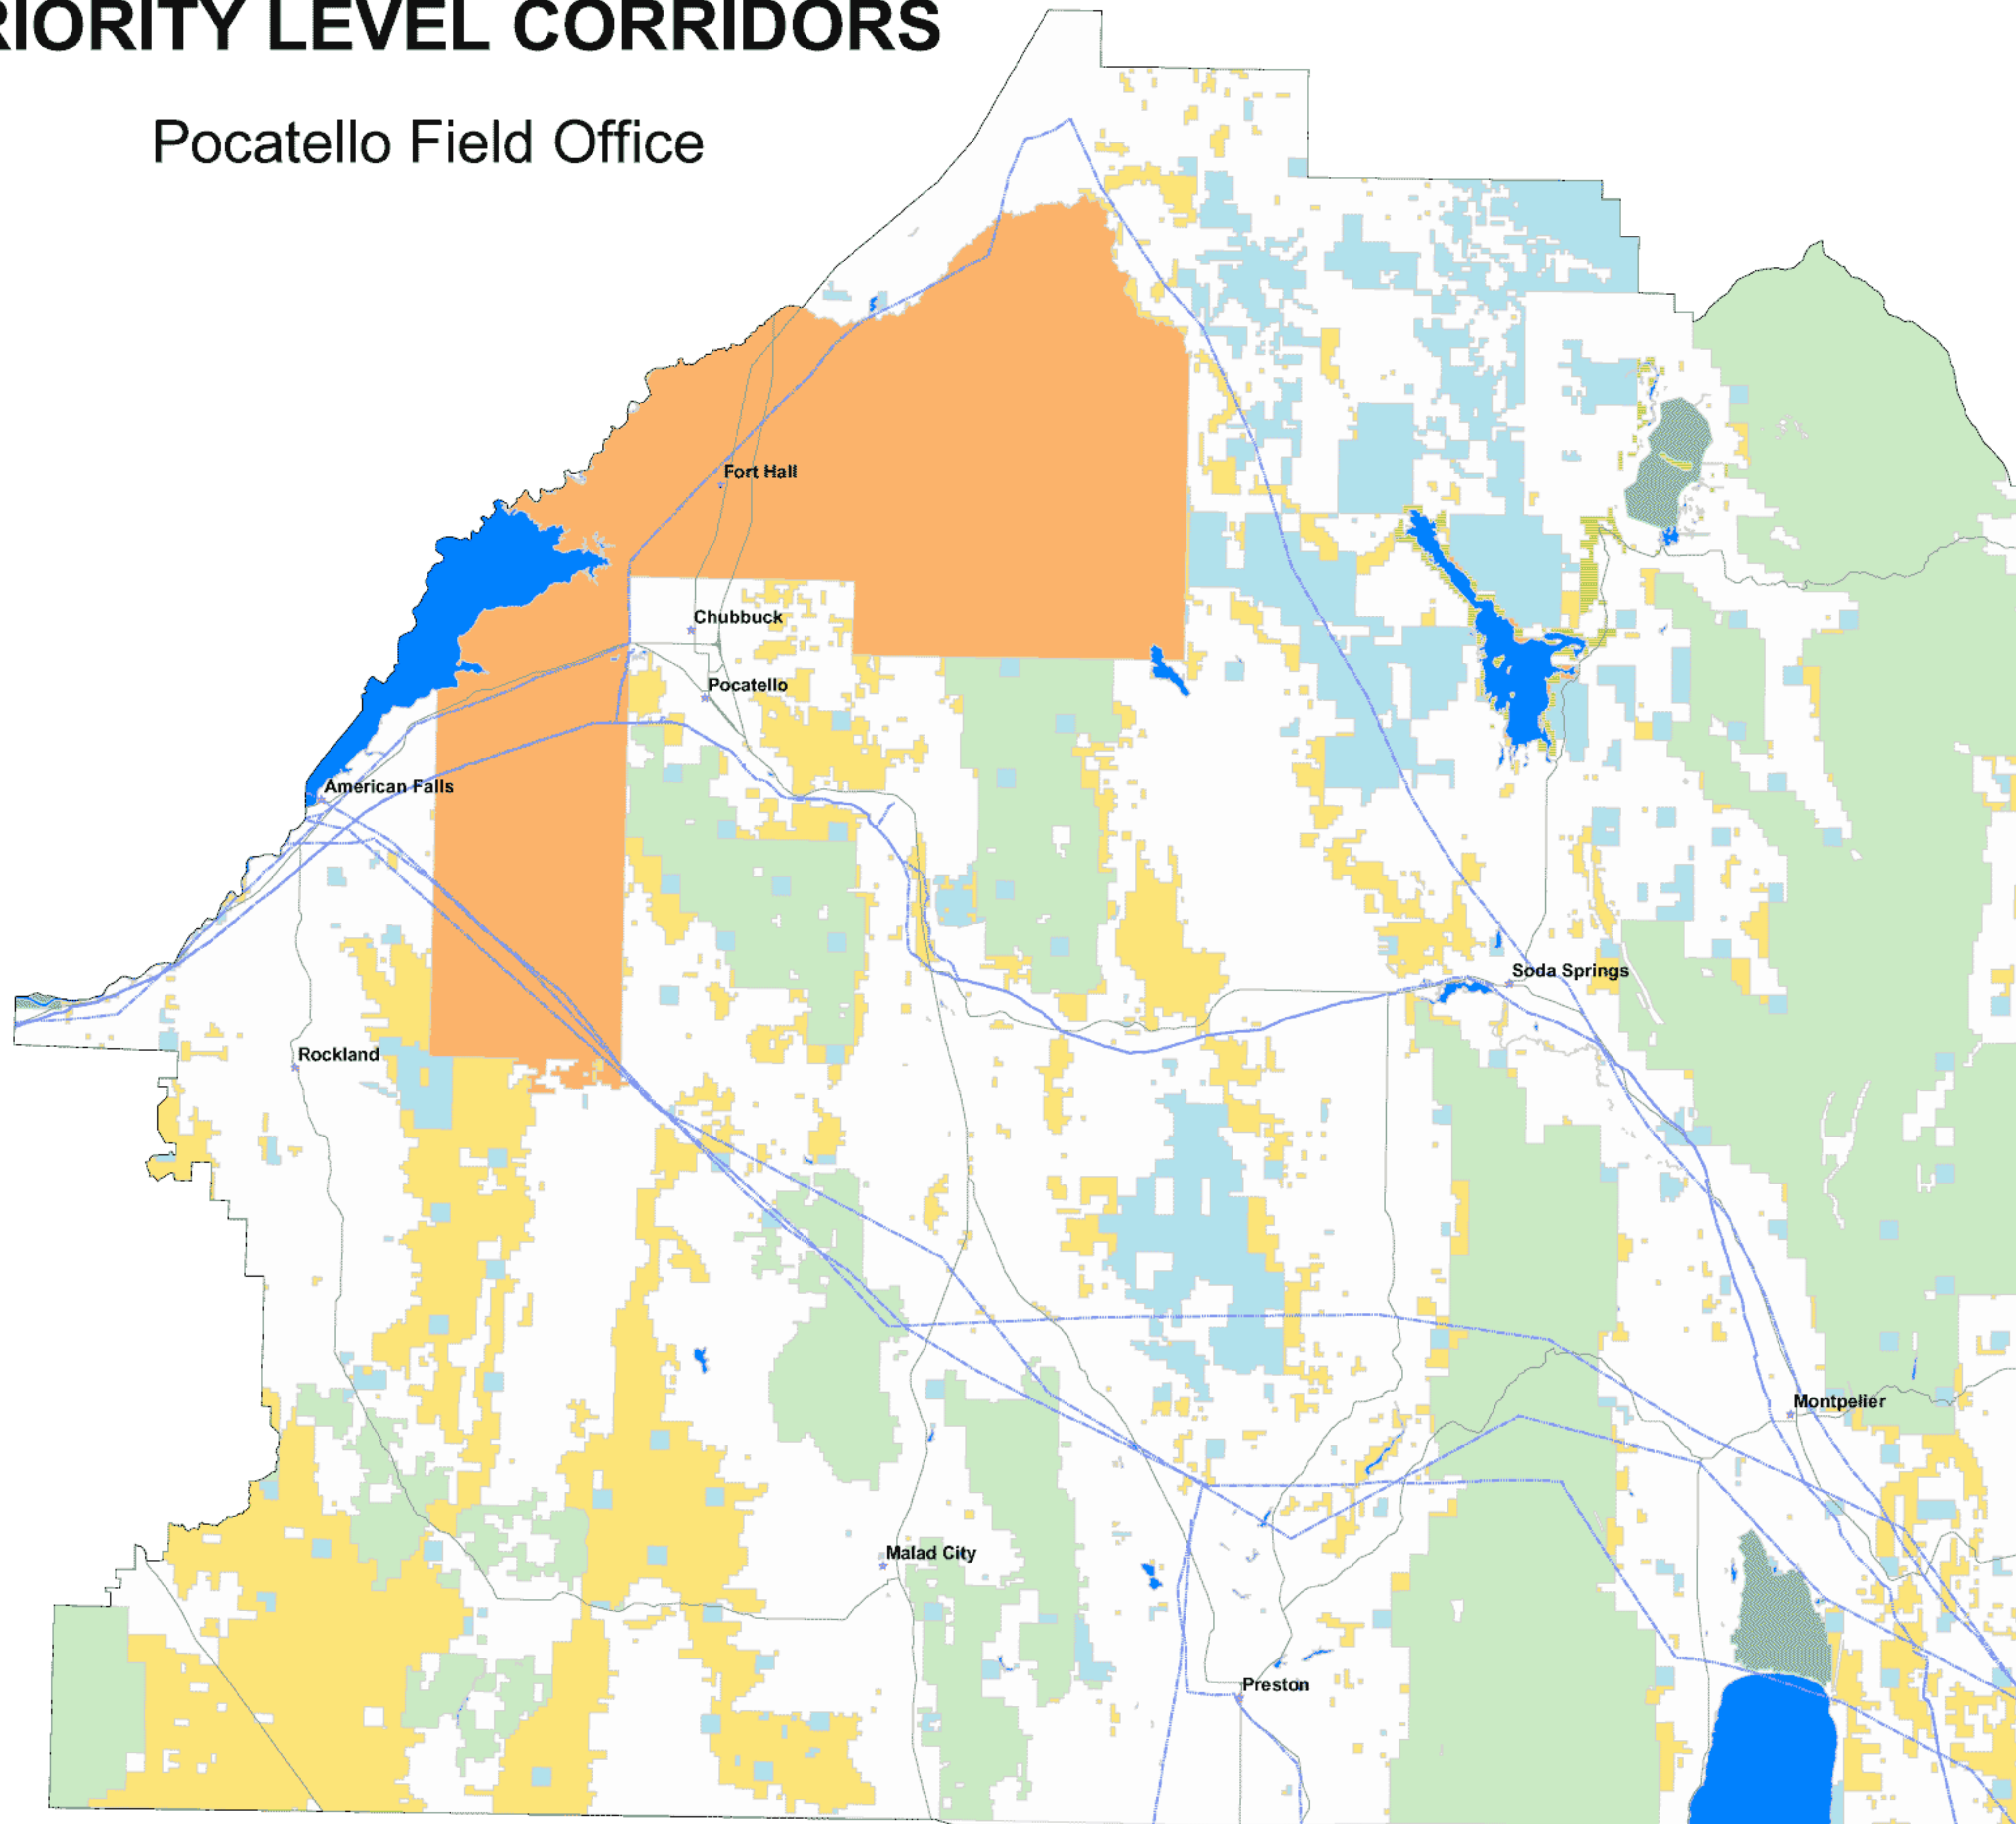 RIORITY LEVEL CORRIDORS
Pocatello Field Office
Fort Hall
Chubbuck
Pocatello
American Falls
Soda Springs
Rockland
Montpelier
Malad City
Preston